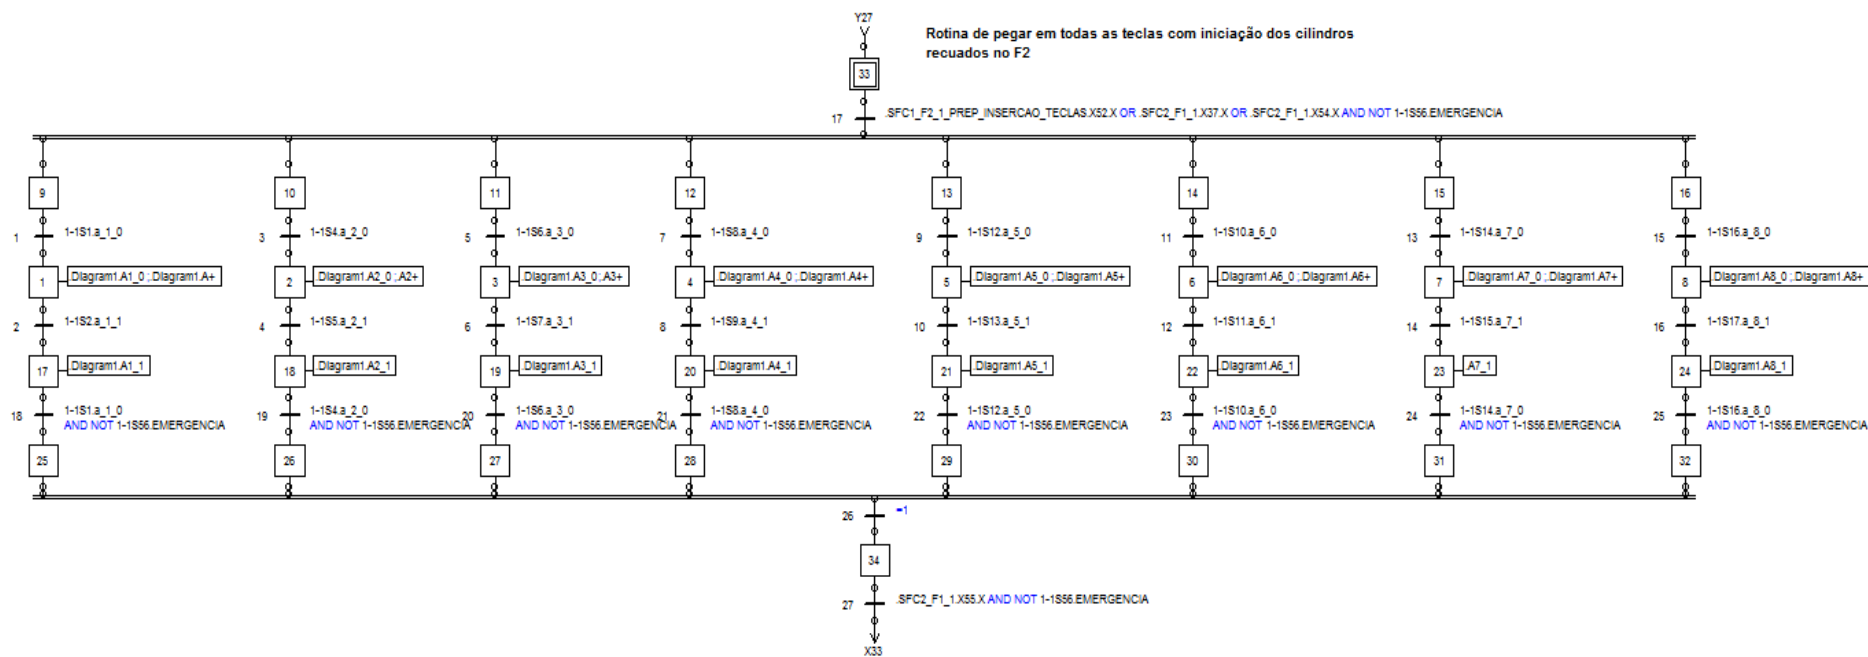 Y27
Rotina de pegar em todas as teclas com iniciação dos cilindros
recuados no F2
33
17 .SFC1_F2_1_PREP_INSERCAO_TECLAS.X52.X OR .SFC2_F1_1.X37.X OR .SFC2_F1_1.X54.X AND NOT 1-1S56.EMERGENCIA
9 10 11 12 13 14 15 16
1 1-1S1.a_1_0 3 1-1S4.a_2_0 5 1-1S6.a_3_0 7 1-1S8.a_4_0 9 1-1S12.a_5_0 11 1-1S10.a_6_0 13 1-1S14.a_7_0 15 1-1S16.a_8_0
1 .Diagram1.A1_0 ;.Diagram1.A+ 2 .Diagram1.A2_0 ;.A2+ 3 .Diagram1.A3_0;.A3+ 4 .Diagram1.A4_0 ;.Diagram1.A4+ 5 .Diagram1.A5_0 ;.Diagram1.A5+ 6 .Diagram1.A6_0 ;.Diagram1.A6+ 7 .Diagram1.A7_0 ;.Diagram1.A7+ 8 .Diagram1.A8_0 ;.Diagram1.A8+
2 1-1S2.a_1_1 4 1-1S5.a_2_1 6 1-1S7.a_3_1 8 1-1S9.a_4_1 10 1-1S13.a_5_1 12 1-1S11.a_6_1 14 1-1S15.a_7_1 16 1-1S17.a_8_1
17 .Diagram1.A1_1 18 .Diagram1.A2_1 19 .Diagram1.A3_1 20 .Diagram1.A4_1 21 .Diagram1.A5_1 22 .Diagram1.A6_1 23 .A7_1 24 .Diagram1.A8_1
18 1-1S1.a_1_0 19 1-1S4.a_2_0 20 1-1S6.a_3_0 21 1-1S8.a_4_0 22 1-1S12.a_5_0 23 1-1S10.a_6_0 24 1-1S14.a_7_0 25 1-1S16.a_8_0
AND NOT 1-1S56.EMERGENCIA AND NOT 1-1S56.EMERGENCIA AND NOT 1-1S56.EMERGENCIA AND NOT 1-1S56.EMERGENCIA AND NOT 1-1S56.EMERGENCIA AND NOT 1-1S56.EMERGENCIA AND NOT 1-1S56.EMERGENCIA AND NOT 1-1S56.EMERGENCIA
25 26 27 28 29 30 31 32
26 =1
34
27 .SFC2_F1_1.X55.X AND NOT 1-1S56.EMERGENCIA
X33